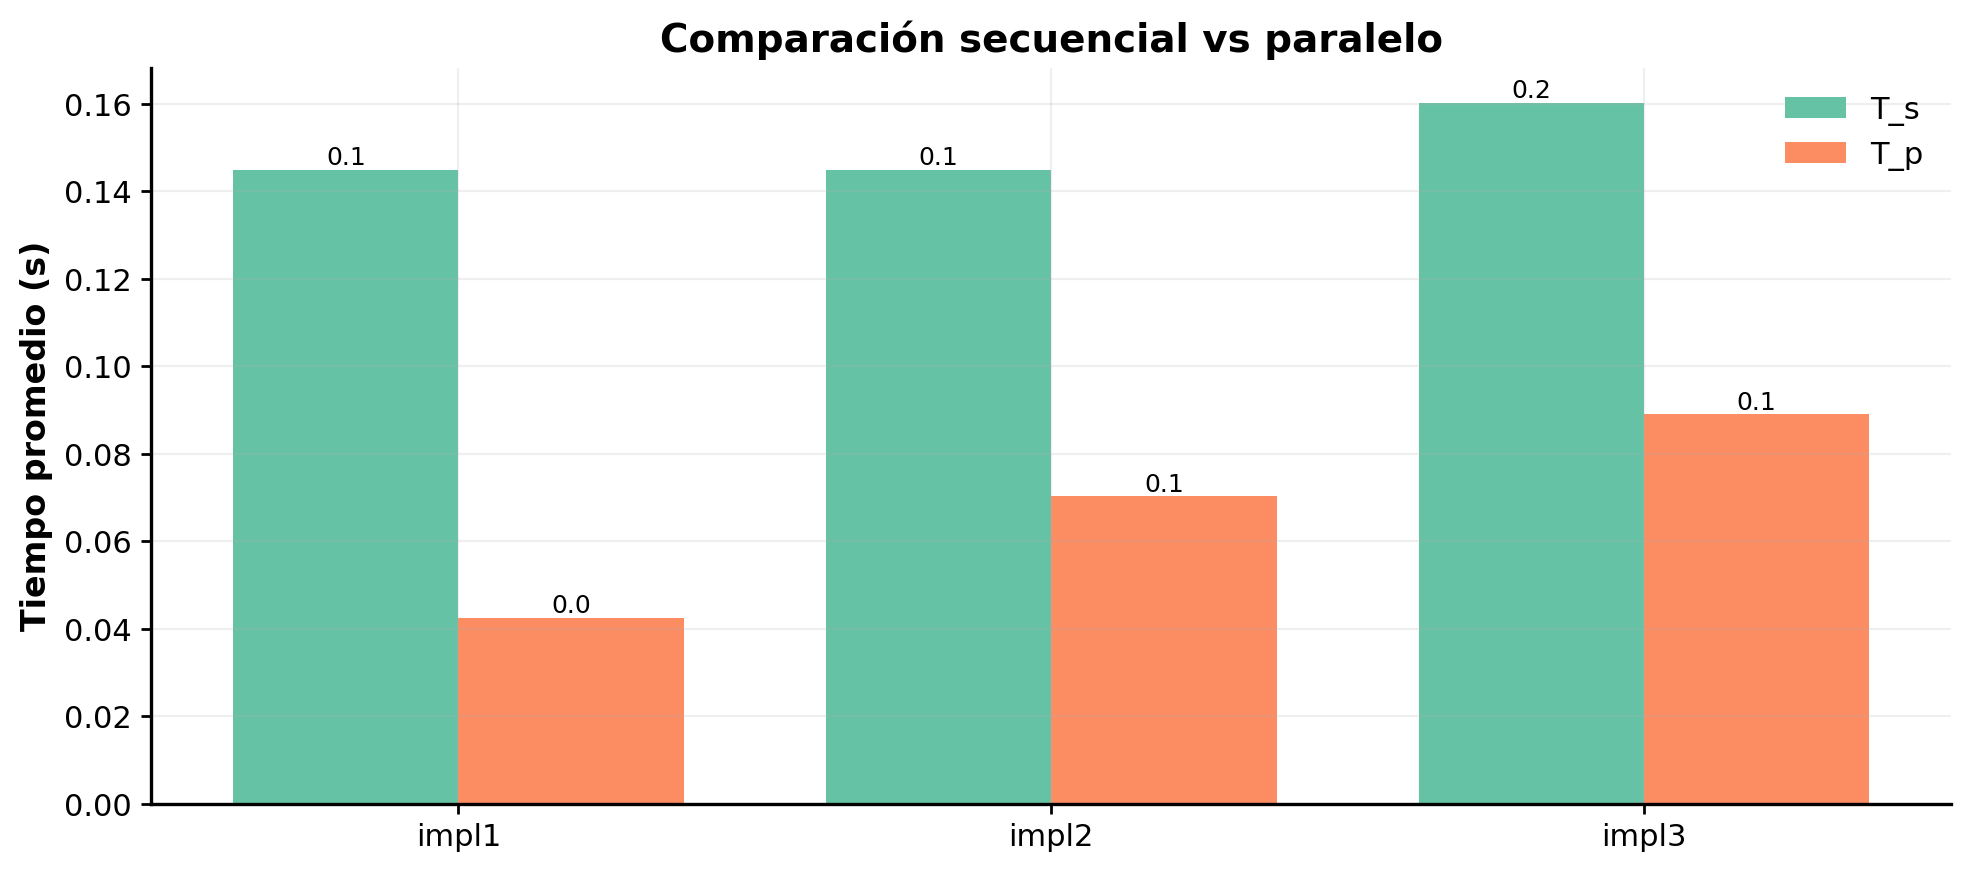 Comparación secuencial vs paralelo
Tiempo promedio (s)
0.16
0.14
0.12
0.10
0.08
0.06
0.04
0.02
0.00
0.1
0.0
0.1
0.1
0.2
0.1
T_s
T_p
impl1
impl2
impl3